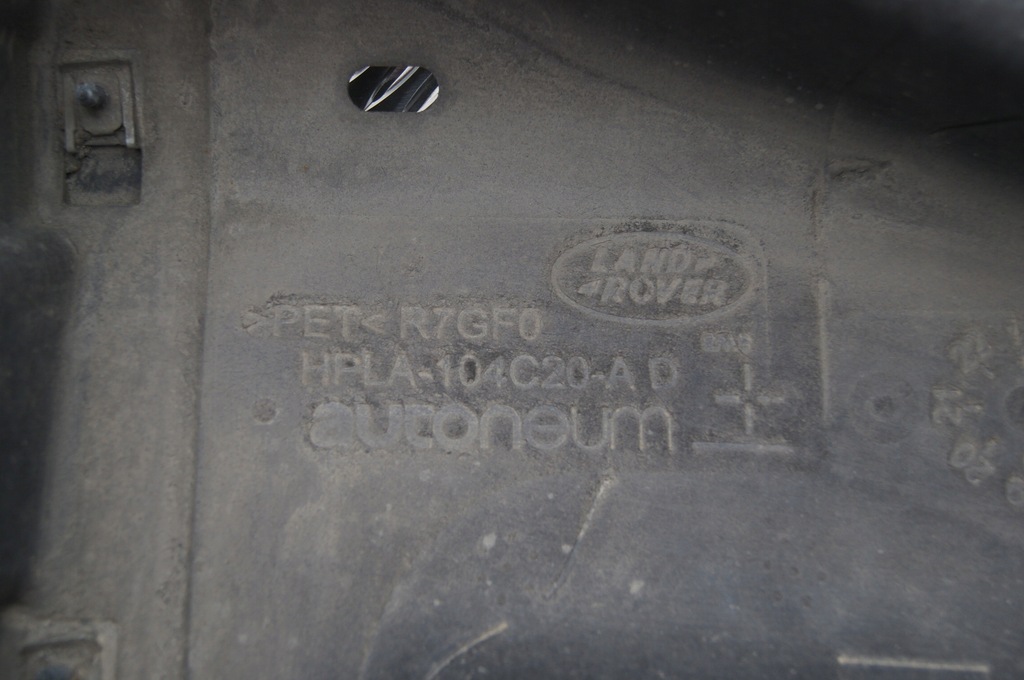 LAND
ROVER
>PET< R7GF0
HPLA-104C20-A D
autoneum